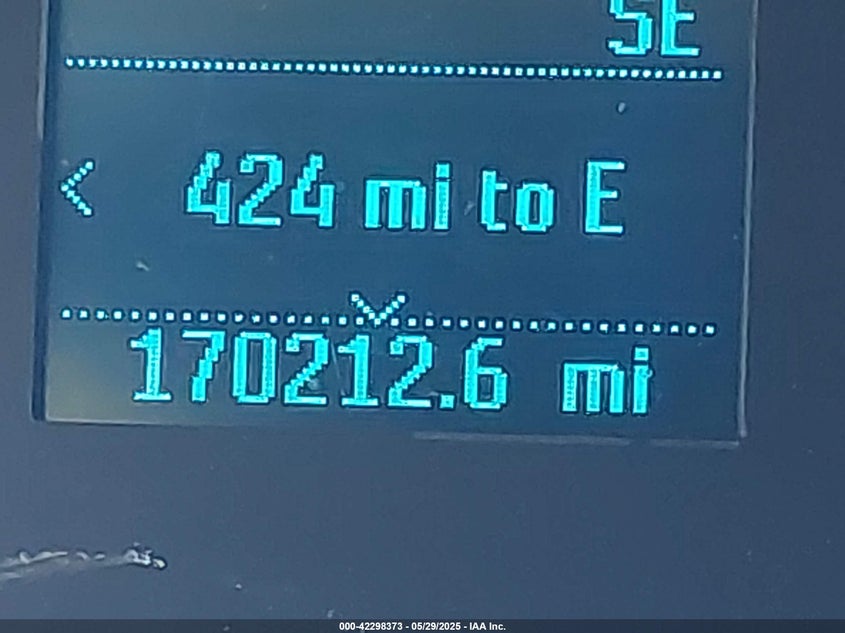 SE
< 424 mi to E
170212.6 mi
000-42298373 - 05/29/2025 - IAA Inc.